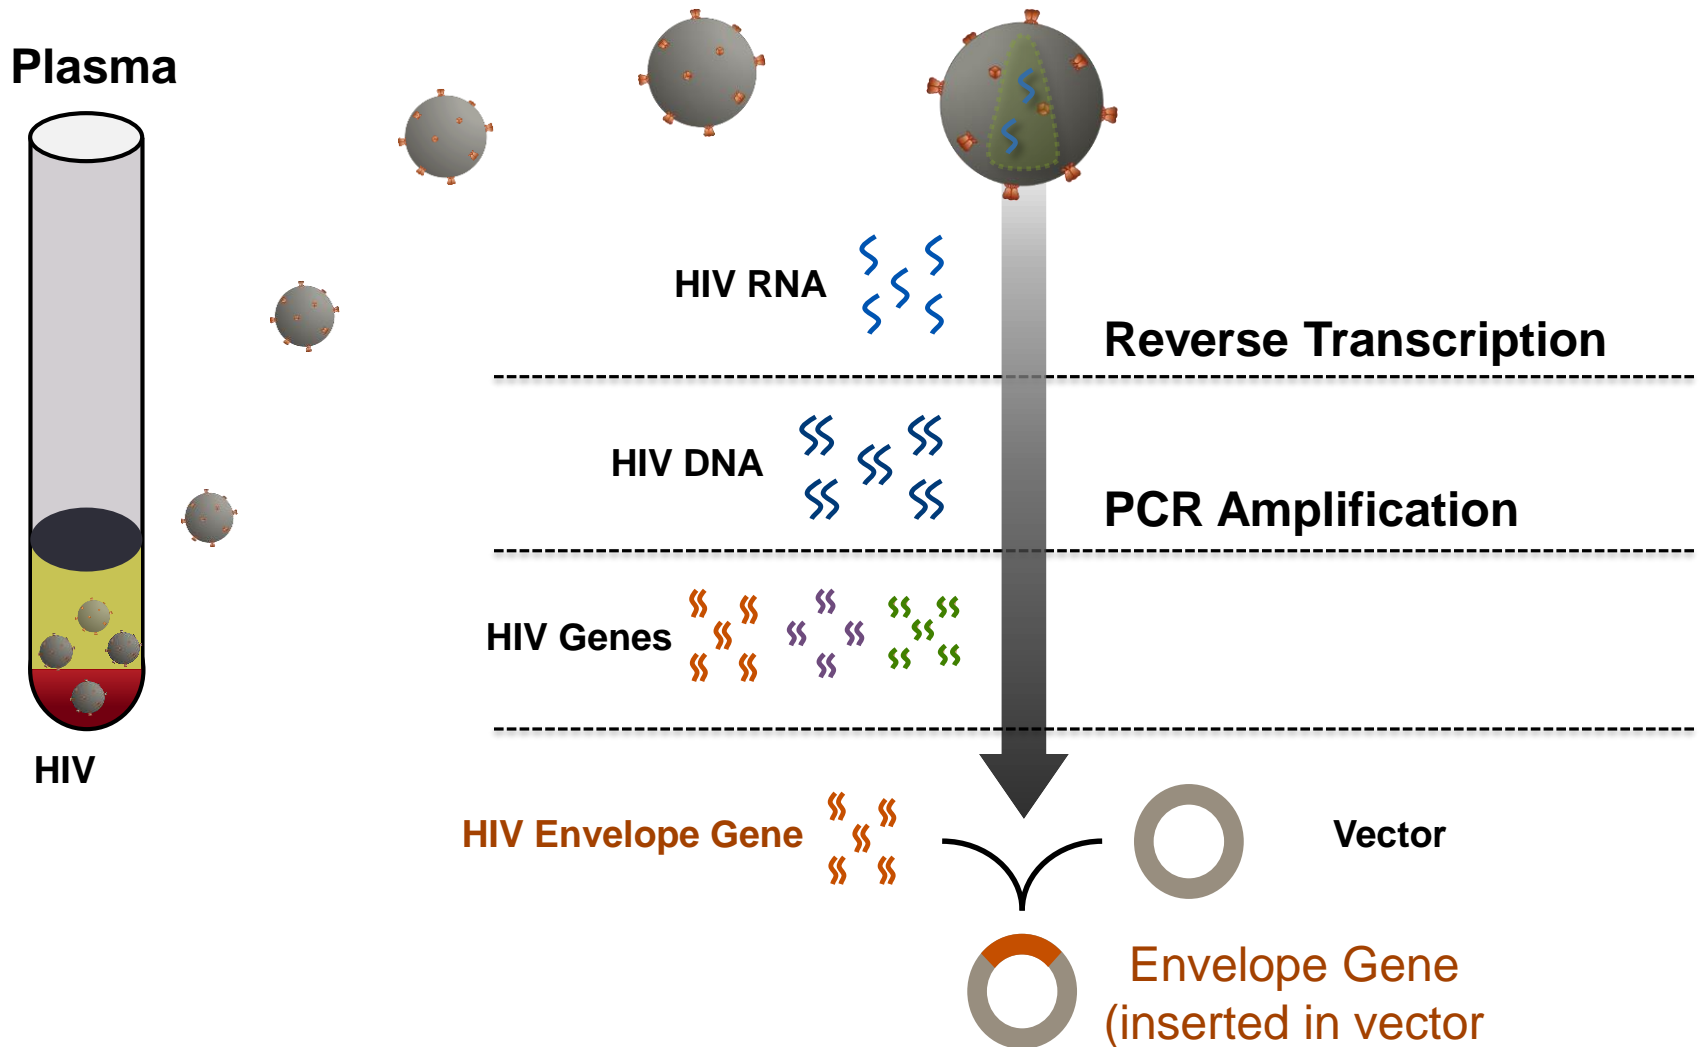 Plasma
HIV RNA
Reverse Transcription
HIV DNA
PCR Amplification
HIV Genes
HIV
HIV Envelope Gene
Vector
Envelope Gene
(inserted in vector